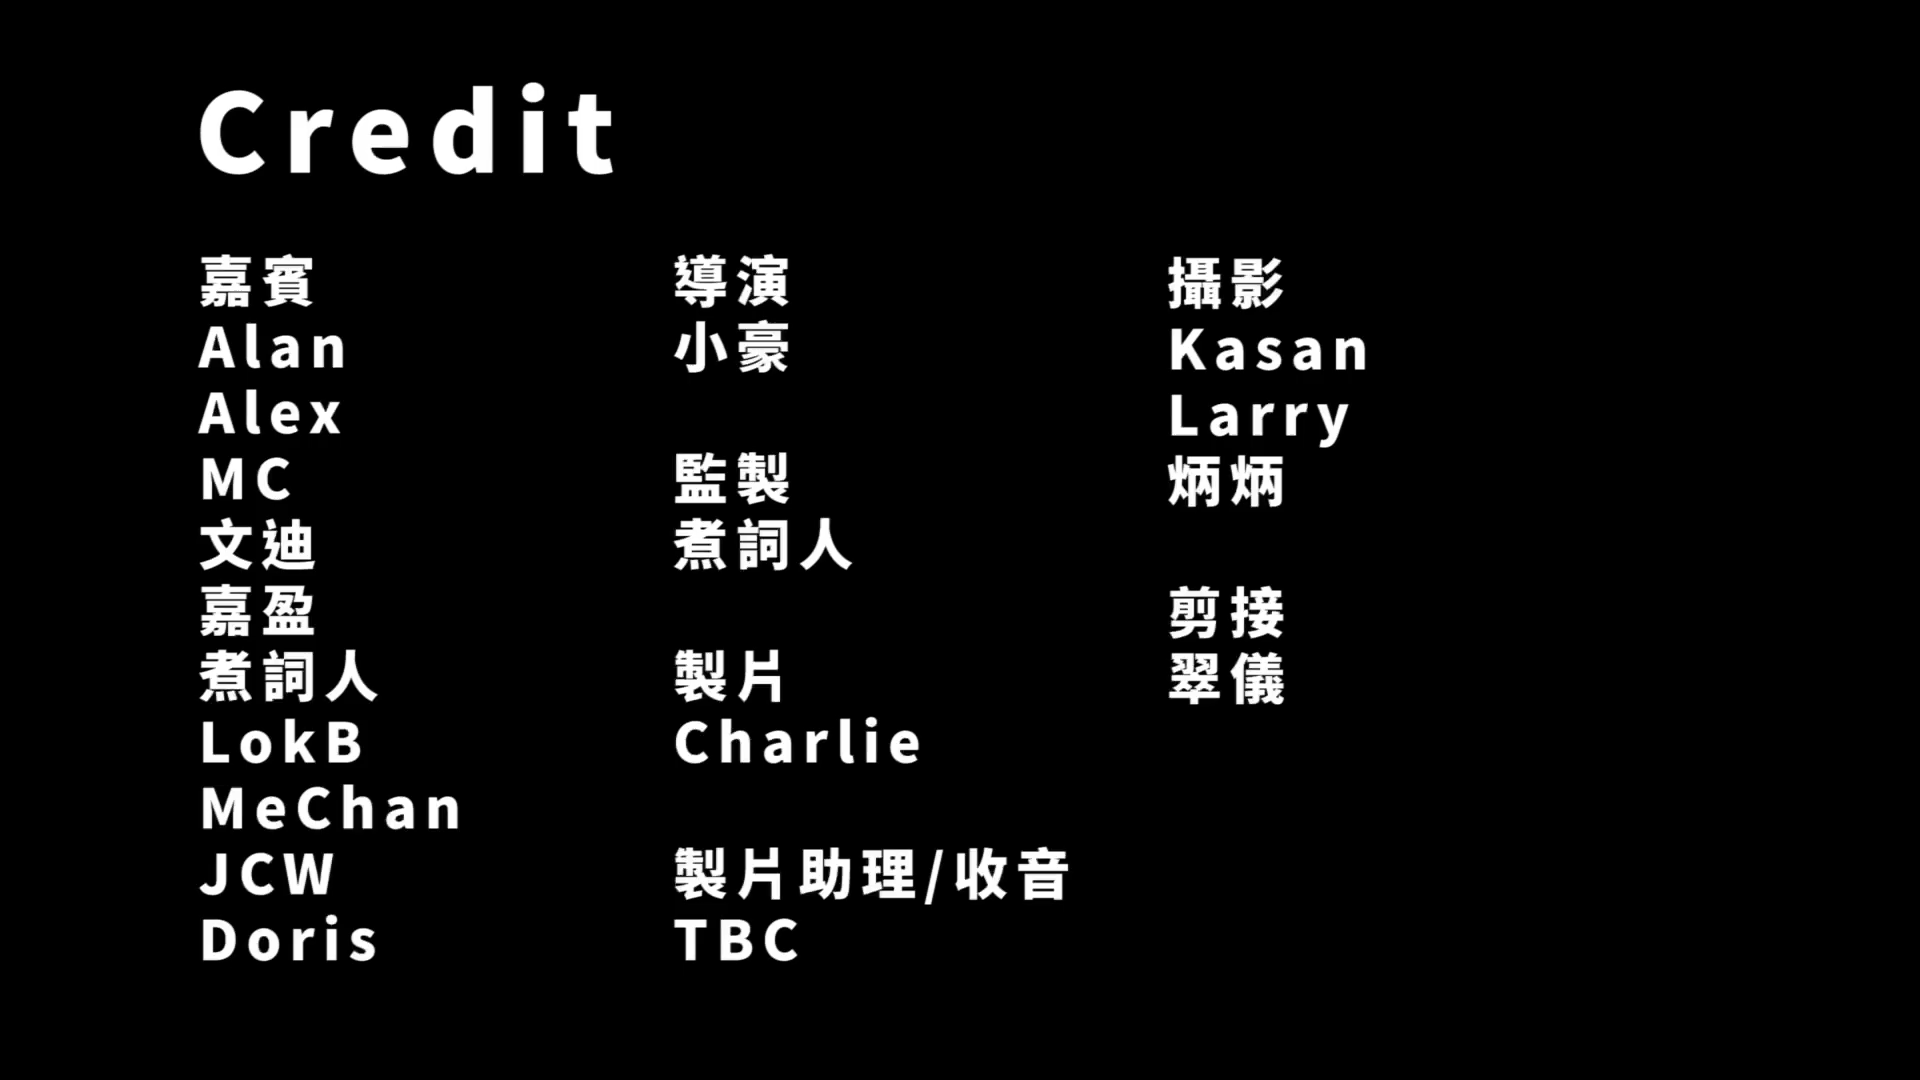 Credit
嘉賓
Alan
Alex
MC
文迪
嘉盈
煮詞人
LokB
MeChan
JCW
Doris
導演
小豪
監製
煮詞人
製片
Charlie
製片助理/收音
TBC
攝影
Kasan
Larry
炳炳
剪接
翠儀